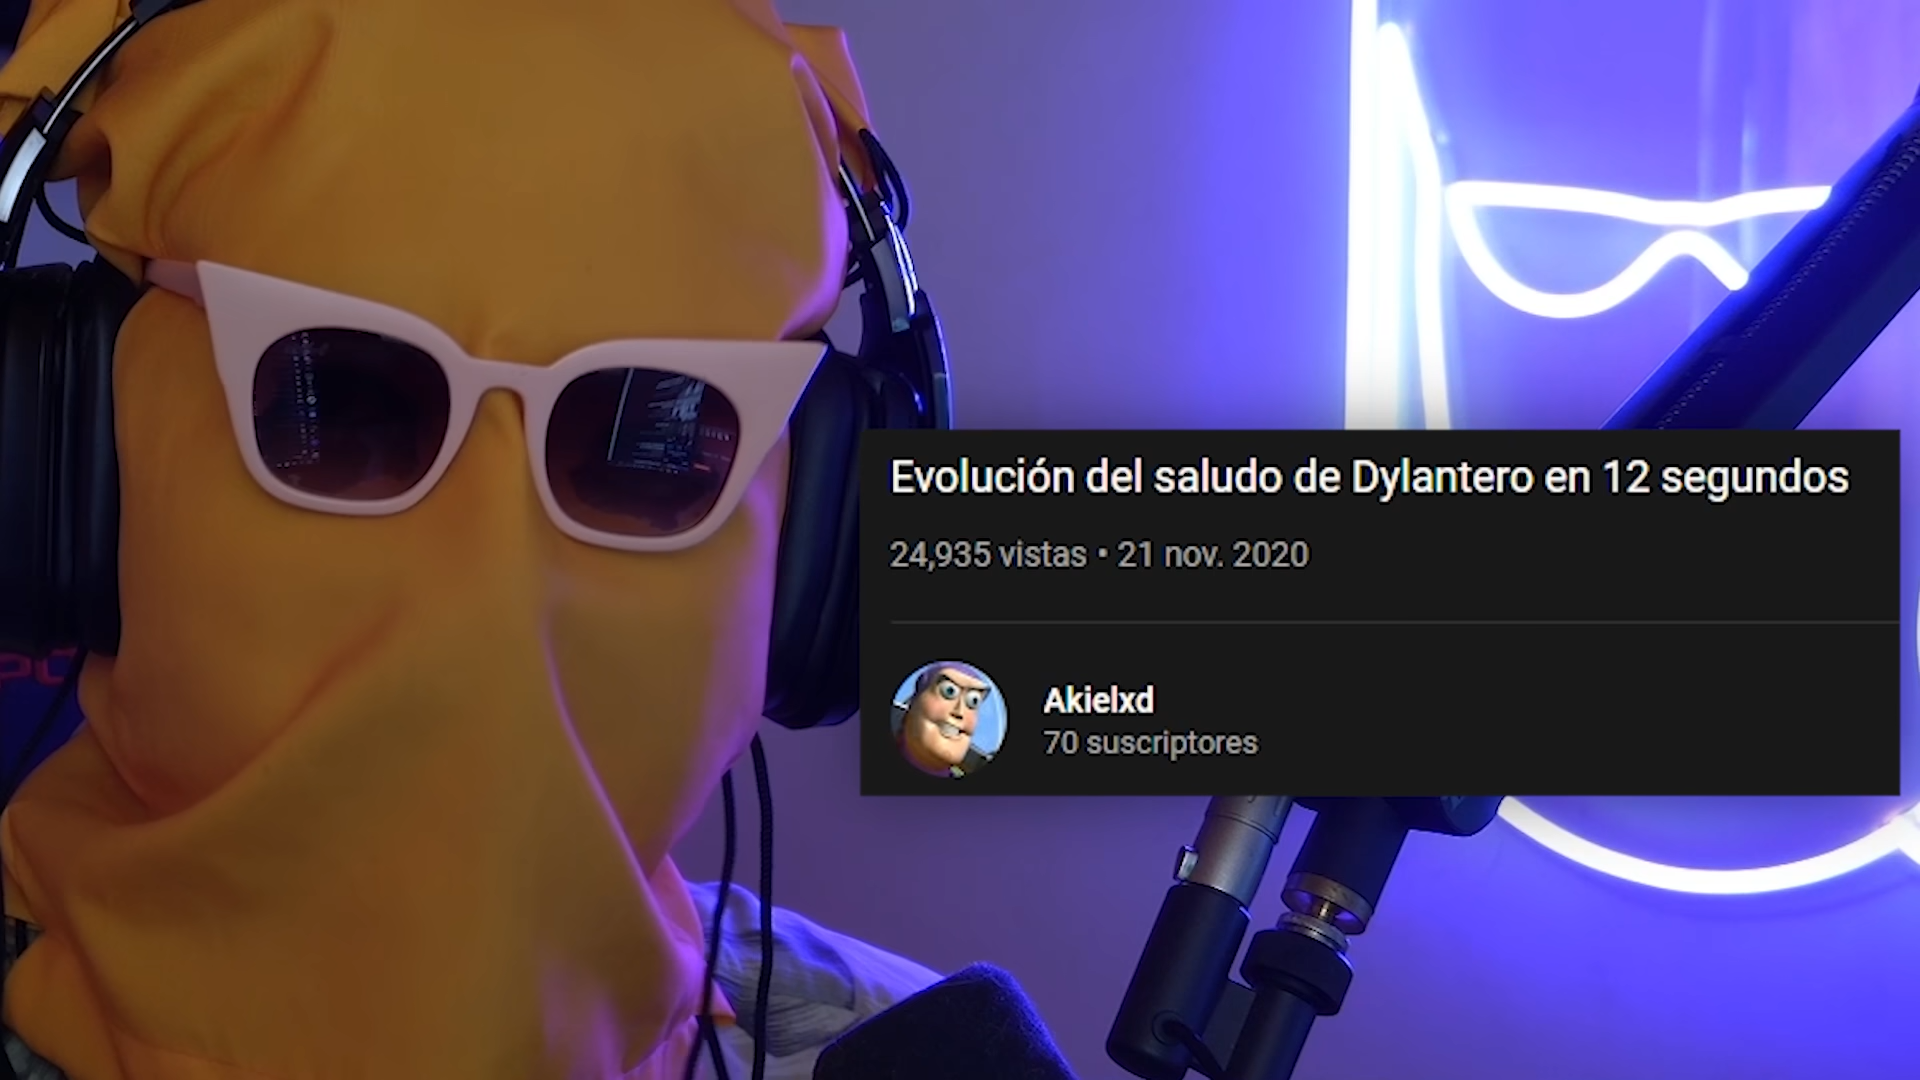 Evolución del saludo de Dylantero en 12 segundos
24,935 vistas • 21 nov. 2020
Akielxd
70 suscriptores